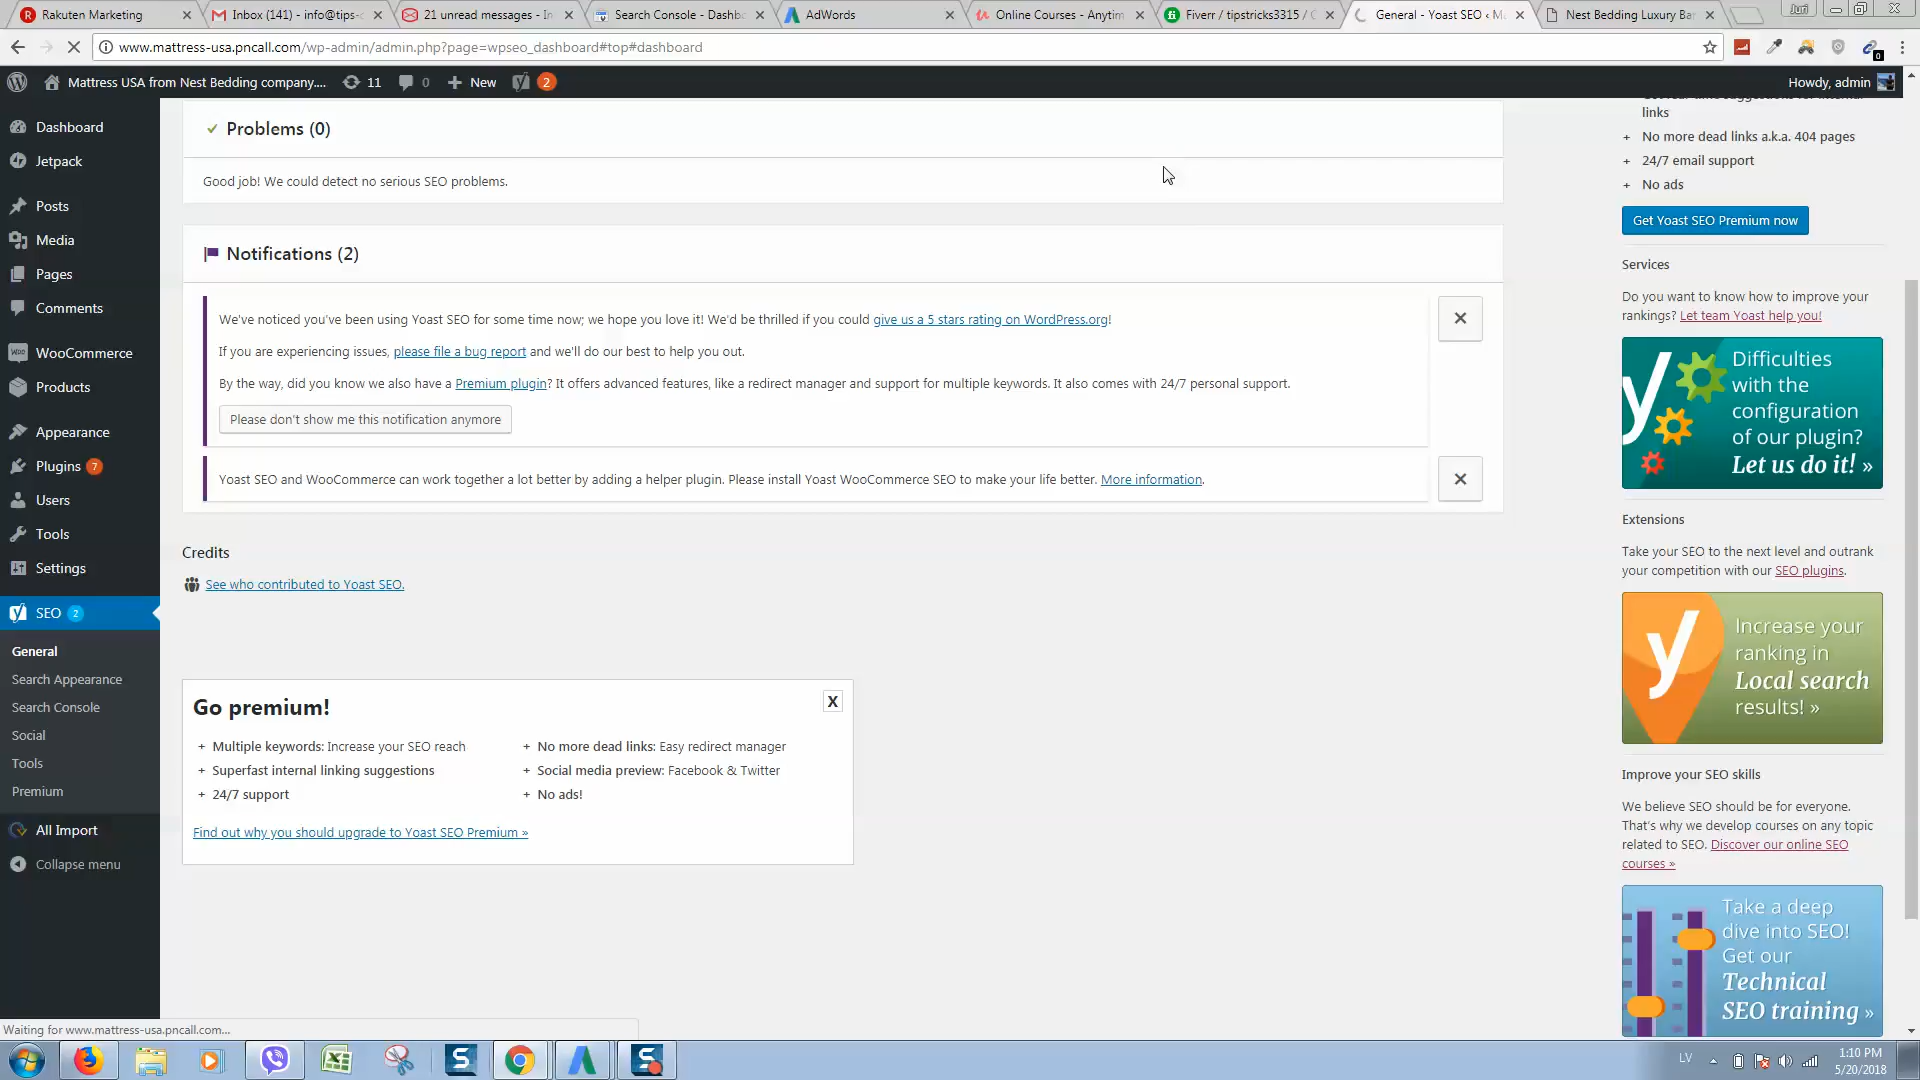 Rakuten Marketing
Inbox (141) - info@tips-
21 unread messages - In
Search Console - Dashb
AdWords
Online Courses - Anytim
Fiverr / tipstricks3315 /
General - Yoast SEO ‹ M
Nest Bedding Luxury Ba
Juri
www.mattress-usa.pncall.com/wp-admin/admin.php?page=wpseo_dashboard#top#dashboard
0
Mattress USA from Nest Bedding company....
11
0
New
2
Howdy, admin
Dashboard
Jetpack
Posts
Media
Pages
Comments
WooCommerce
Products
Appearance
Plugins 7
Users
Tools
Settings
SEO 2
General
Search Appearance
Search Console
Social
Tools
Premium
All Import
Collapse menu
Problems (0)
Good job! We could detect no serious SEO problems.
Notifications (2)
We've noticed you've been using Yoast SEO for some time now; we hope you love it! We'd be thrilled if you could give us a 5 stars rating on WordPress.org!
If you are experiencing issues, please file a bug report and we'll do our best to help you out.
By the way, did you know we also have a Premium plugin? It offers advanced features, like a redirect manager and support for multiple keywords. It also comes with 24/7 personal support.
Please don't show me this notification anymore
Yoast SEO and WooCommerce can work together a lot better by adding a helper plugin. Please install Yoast WooCommerce SEO to make your life better. More information.
Credits
See who contributed to Yoast SEO.
Go premium!
X
+ Multiple keywords: Increase your SEO reach
+ Superfast internal linking suggestions
+ 24/7 support
+ No more dead links: Easy redirect manager
+ Social media preview: Facebook & Twitter
+ No ads!
Find out why you should upgrade to Yoast SEO Premium »
links
+ No more dead links a.k.a. 404 pages
+ 24/7 email support
+ No ads
Get Yoast SEO Premium now
Services
Do you want to know how to improve your
rankings? Let team Yoast help you!
Difficulties
with the
configuration
of our plugin?
Let us do it! »
Extensions
Take your SEO to the next level and outrank
your competition with our SEO plugins.
Increase your
ranking in
Local search
results! »
Improve your SEO skills
We believe SEO should be for everyone.
That's why we develop courses on any topic
related to SEO. Discover our online SEO
courses »
Take a deep
dive into SEO!
Get our
Technical
SEO training »
Waiting for www.mattress-usa.pncall.com...
LV
1:10 PM
5/20/2018